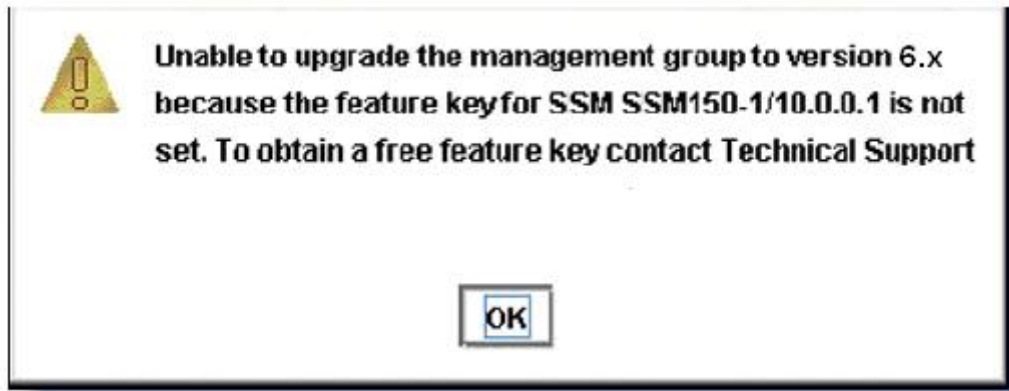 Unable to upgrade the management group to version 6.x
because the feature key for SSM SSM150-1/10.0.0.1 is not
set. To obtain a free feature key contact Technical Support
OK